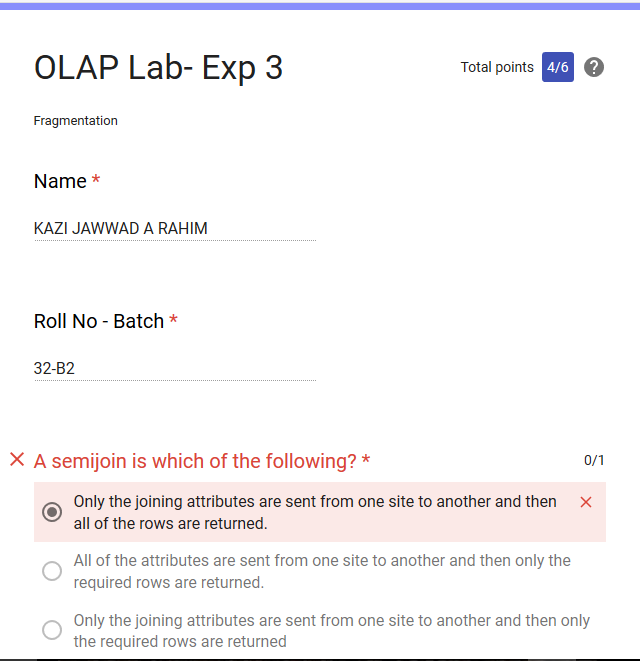 OLAP Lab- Exp 3
Total points 4/6 ?
Fragmentation
Name *
KAZI JAWWAD A RAHIM
Roll No - Batch *
32-B2
A semijoin is which of the following? * 0/1
Only the joining attributes are sent from one site to another and then
all of the rows are returned.
All of the attributes are sent from one site to another and then only the
required rows are returned.
Only the joining attributes are sent from one site to another and then only
the required rows are returned